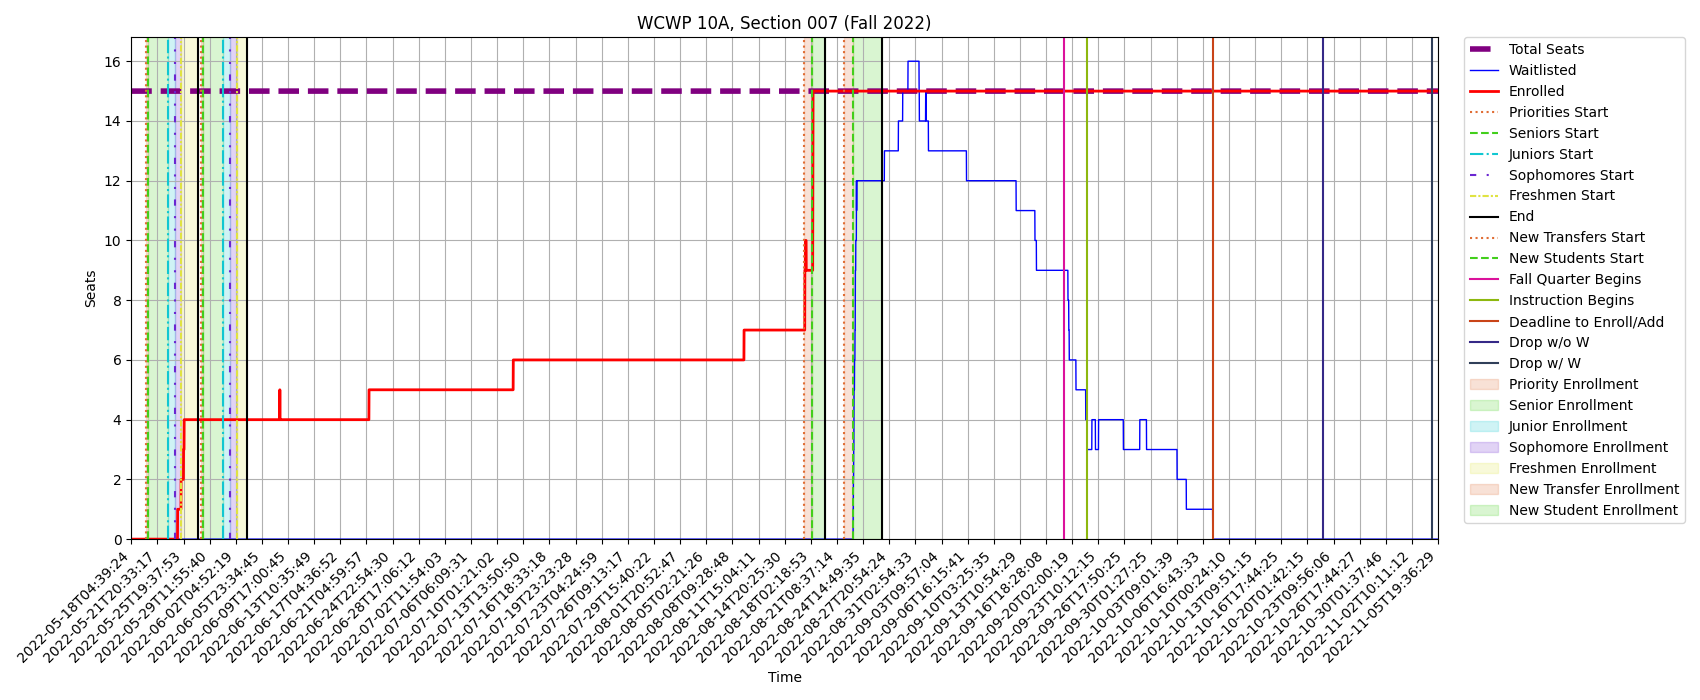 WCWP 10A, Section 007 (Fall 2022)
Seats
16
14
12
10
8
6
4
2
0
2022-05-18T04:39:24
2022-05-21T20:33:17
2022-05-25T19:37:53
2022-05-29T11:55:40
2022-06-02T04:52:19
2022-06-05T23:34:45
2022-06-09T17:00:45
2022-06-13T10:35:49
2022-06-17T04:36:52
2022-06-21T04:59:57
2022-06-24T22:54:30
2022-06-28T17:06:12
2022-07-02T11:54:03
2022-07-06T06:09:31
2022-07-10T01:21:02
2022-07-13T13:50:50
2022-07-16T18:33:18
2022-07-19T23:23:28
2022-07-23T04:24:59
2022-07-26T09:13:17
2022-07-29T15:40:22
2022-08-01T20:52:47
2022-08-05T02:21:26
2022-08-08T09:28:48
2022-08-11T15:04:11
2022-08-14T20:25:30
2022-08-18T02:18:53
2022-08-21T08:37:14
2022-08-24T14:49:35
2022-08-27T20:54:24
2022-08-31T02:54:33
2022-09-03T09:57:04
2022-09-06T16:15:41
2022-09-10T03:25:35
2022-09-13T10:54:29
2022-09-16T18:28:08
2022-09-20T02:00:19
2022-09-23T10:12:15
2022-09-26T17:50:25
2022-09-30T01:27:25
2022-10-03T09:01:39
2022-10-06T16:43:33
2022-10-10T00:24:10
2022-10-13T09:51:15
2022-10-16T17:44:25
2022-10-20T01:42:15
2022-10-23T09:56:06
2022-10-26T17:44:27
2022-10-30T01:37:46
2022-11-02T10:11:12
2022-11-05T19:36:29
Time
Total Seats
Waitlisted
Enrolled
Priorities Start
Seniors Start
Juniors Start
Sophomores Start
Freshmen Start
End
New Transfers Start
New Students Start
Fall Quarter Begins
Instruction Begins
Deadline to Enroll/Add
Drop w/o W
Drop w/ W
Priority Enrollment
Senior Enrollment
Junior Enrollment
Sophomore Enrollment
Freshmen Enrollment
New Transfer Enrollment
New Student Enrollment